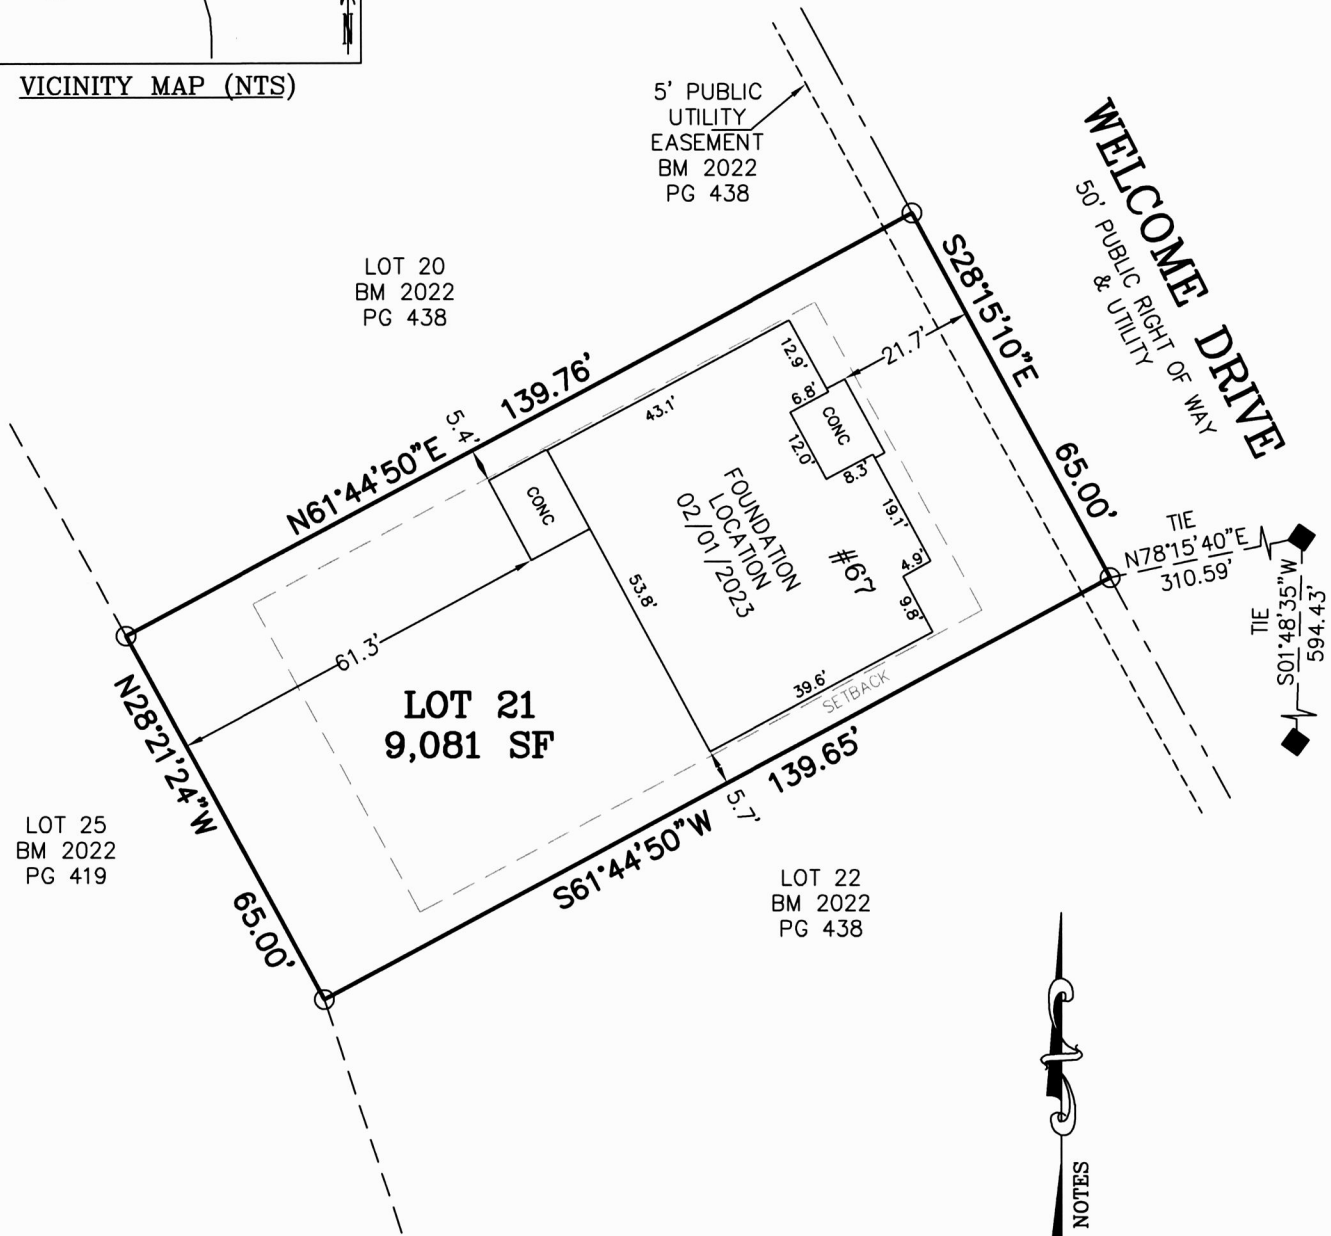 N
VICINITY MAP (NTS)
5' PUBLIC
UTILITY
EASEMENT
BM 2022
PG 438
WELCOME DRIVE
50' PUBLIC RIGHT OF WAY
& UTILITY
LOT 20
BM 2022
PG 438
S28°15'10"E
65.00'
N61°44'50"E
139.76'
5.4'
43.1'
12.9'
6.8'
CONC
12.0'
8.3'
21.7'
19.1'
4.9'
9.8'
39.6'
53.8'
CONC
FOUNDATION
LOCATION
02/01/2023
#67
TIE
N78°15'40"E
310.59'
TIE
S01°48'35"W
594.43'
61.3'
LOT 21
9,081 SF
SETBACK
N28°21'24"W
65.00'
S61°44'50"W
139.65'
5.7'
LOT 25
BM 2022
PG 419
LOT 22
BM 2022
PG 438
NOTES